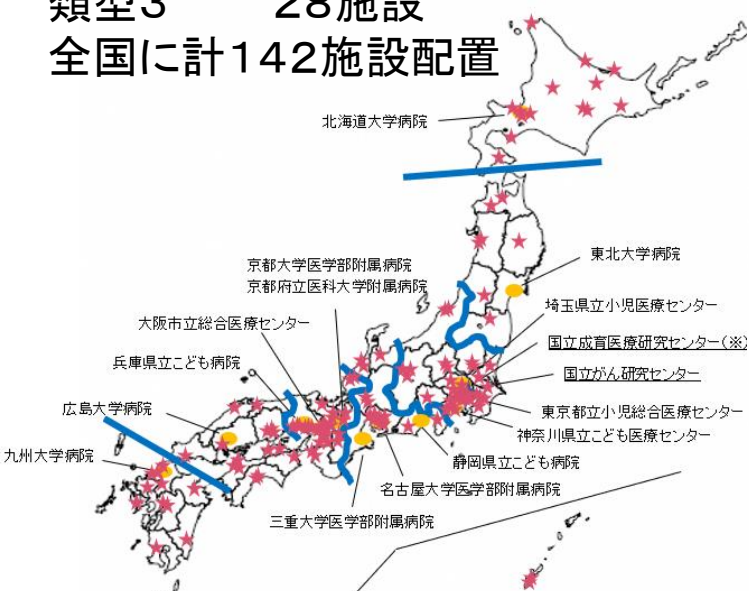 類型3 28施設
全国に計142施設配置
北海道大学病院
東北大学病院
京都大学医学部附属病院
京都府立医科大学附属病院
埼玉県立小児医療センター
大阪市立総合医療センター
国立成育医療研究センター(※)
兵庫県立こども病院
国立がん研究センター
広島大学病院
東京都立小児総合医療センター
神奈川県立こども医療センター
九州大学病院
静岡県立こども病院
名古屋大学医学部附属病院
三重大学医学部附属病院